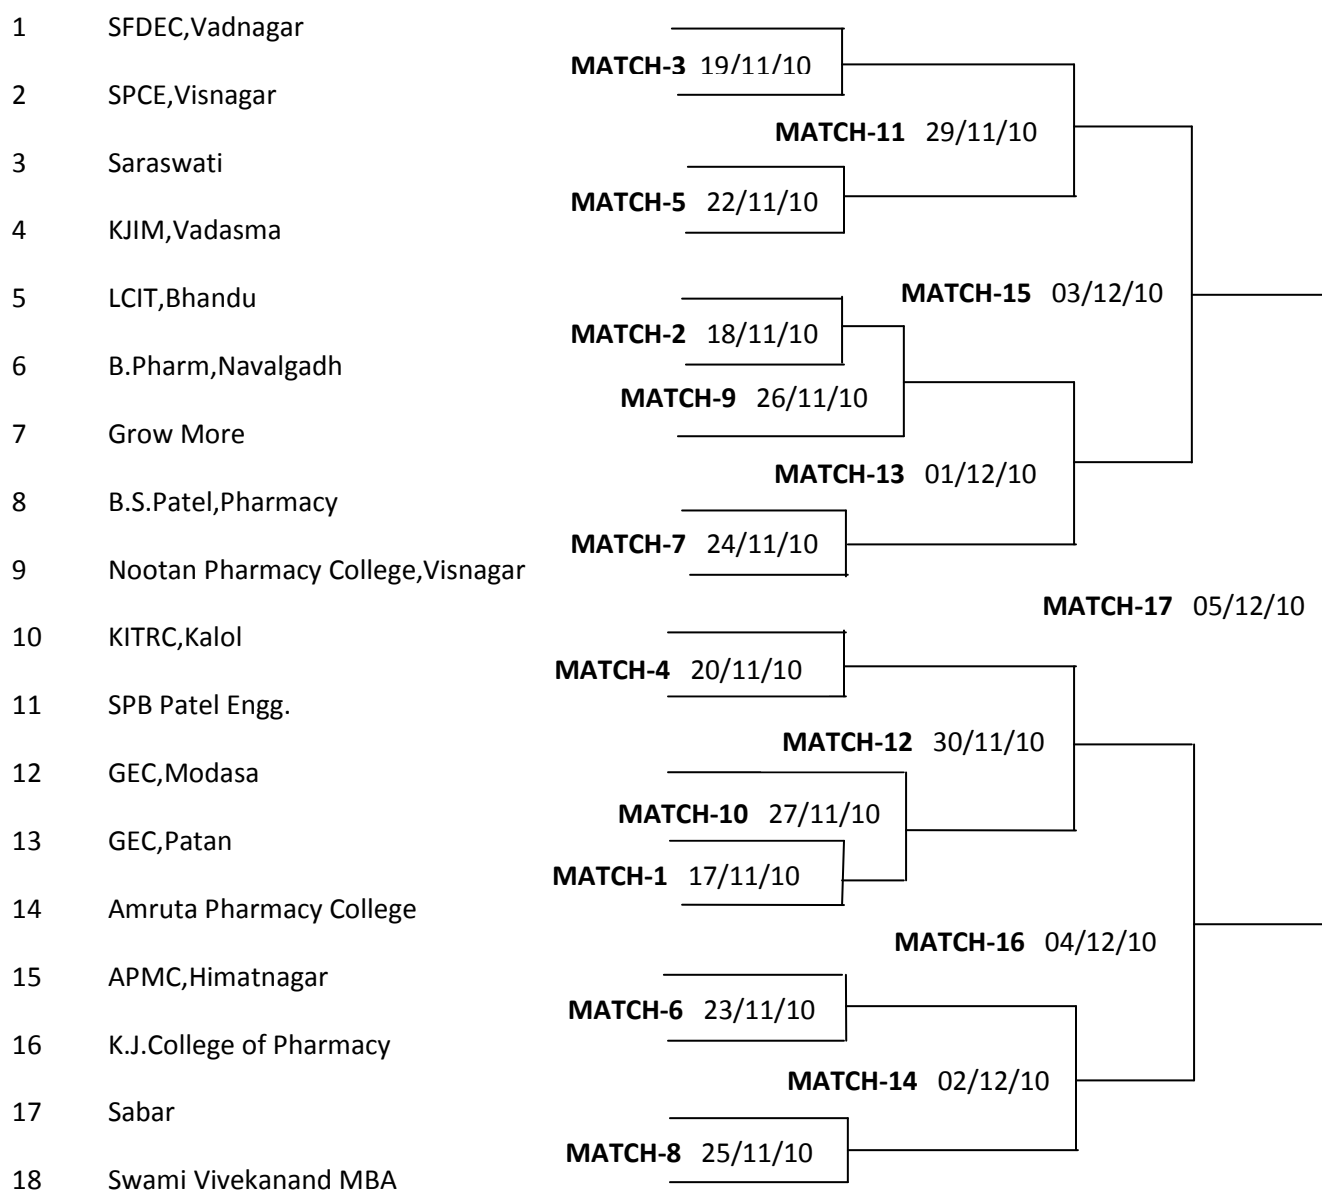 1 SFDEC,Vadnagar
MATCH-3 19/11/10
2 SPCE,Visnagar
MATCH-11 29/11/10
3 Saraswati
MATCH-5 22/11/10
4 KJIM,Vadasma
5 LCIT,Bhandu
MATCH-15 03/12/10
MATCH-2 18/11/10
6 B.Pharm,Navalgadh
MATCH-9 26/11/10
7 Grow More
MATCH-13 01/12/10
8 B.S.Patel,Pharmacy
MATCH-7 24/11/10
9 Nootan Pharmacy College,Visnagar
MATCH-17 05/12/10
10 KITRC,Kalol
MATCH-4 20/11/10
11 SPB Patel Engg.
MATCH-12 30/11/10
12 GEC,Modasa
MATCH-10 27/11/10
13 GEC,Patan
MATCH-1 17/11/10
14 Amruta Pharmacy College
MATCH-16 04/12/10
15 APMC,Himatnagar
MATCH-6 23/11/10
16 K.J.College of Pharmacy
MATCH-14 02/12/10
17 Sabar
MATCH-8 25/11/10
18 Swami Vivekanand MBA